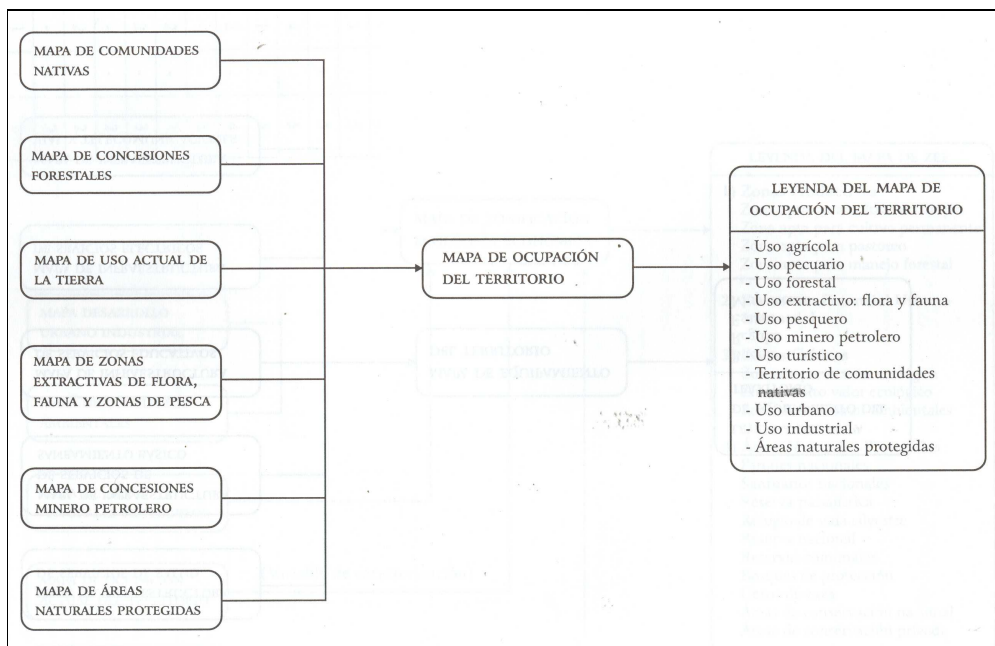 MAPA DE COMUNIDADES
NATIVAS
MAPA DE CONCESIONES
FORESTALES
MAPA DE USO ACTUAL DE
LA TIERRA
MAPA DE ZONAS
EXTRACTIVAS DE FLORA,
FAUNA Y ZONAS DE PESCA
MAPA DE CONCESIONES
MINERO PETROLERO
MAPA DE ÁREAS
NATURALES PROTEGIDAS
MAPA DE OCUPACIÓN
DEL TERRITORIO
LEYENDA DEL MAPA DE
OCUPACIÓN DEL TERRITORIO
- Uso agrícola
- Uso pecuario
- Uso forestal
- Uso extractivo: flora y fauna
- Uso pesquero
- Uso minero petrolero
- Uso turístico
- Territorio de comunidades
nativas
- Uso urbano
- Uso industrial
- Áreas naturales protegidas